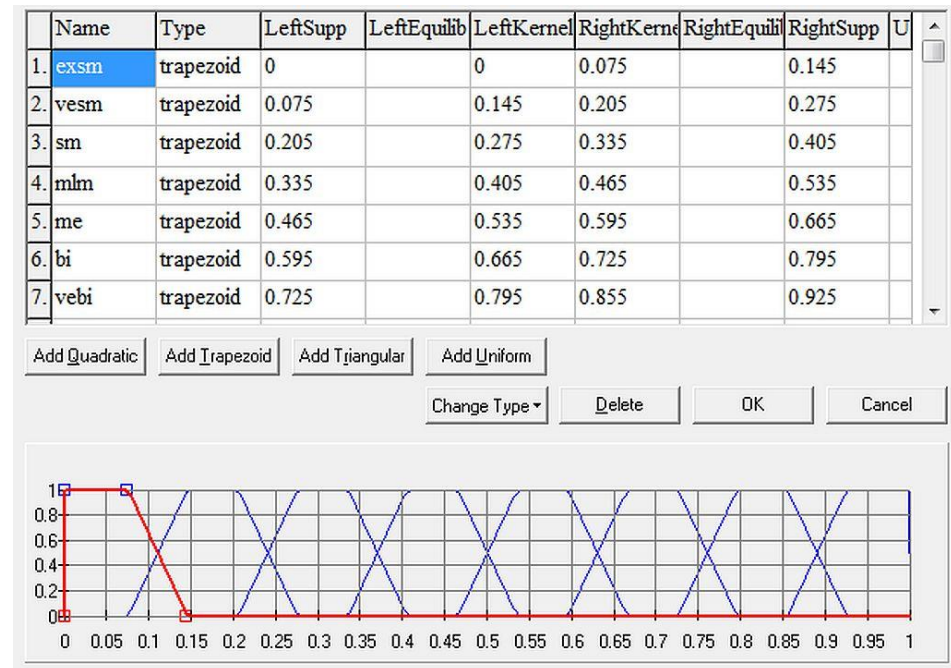 Name Type LeftSupp LeftEquilib LeftKernel RightKerne RightEquilil RightSupp U
1. exsm trapezoid 0 0 0.075 0.145
2. vesm trapezoid 0.075 0.145 0.205 0.275
3. sm trapezoid 0.205 0.275 0.335 0.405
4. mlm trapezoid 0.335 0.405 0.465 0.535
5. me trapezoid 0.465 0.535 0.595 0.665
6. bi trapezoid 0.595 0.665 0.725 0.795
7. vebi trapezoid 0.725 0.795 0.855 0.925
Add Quadratic Add Trapezoid Add Triangular Add Uniform
Change Type Delete OK Cancel
1
0.8
0.6
0.4
0.2
0
0 0.05 0.1 0.15 0.2 0.25 0.3 0.35 0.4 0.45 0.5 0.55 0.6 0.65 0.7 0.75 0.8 0.85 0.9 0.95 1